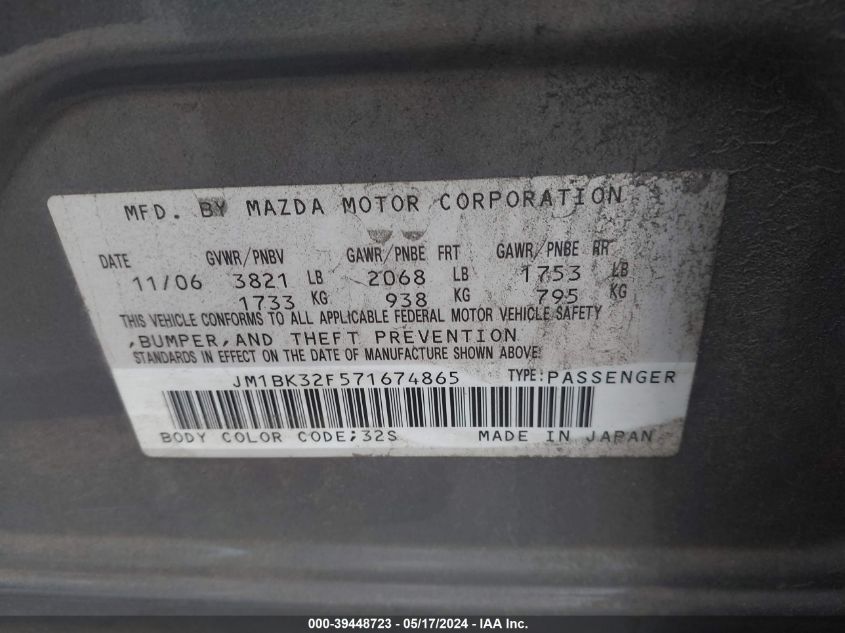 MFD. BY MAZDA MOTOR CORPORATION
DATE GVWR/PNBV GAWR/PNBE FRT GAWR/PNBE RR
11/06 3821 LB 2068 LB 1753 LB
1733 KG 938 KG 795 KG
THIS VEHICLE CONFORMS TO ALL APPLICABLE FEDERAL MOTOR VEHICLE SAFETY
,BUMPER,AND THEFT PREVENTION
STANDARDS IN EFFECT ON THE DATE OF MANUFACTURE SHOWN ABOVE.
JM1BK32F571674865 TYPE:PASSENGER
BODY COLOR CODE;32S MADE IN JAPAN
000-39448723 - 05/17/2024 - IAA Inc.